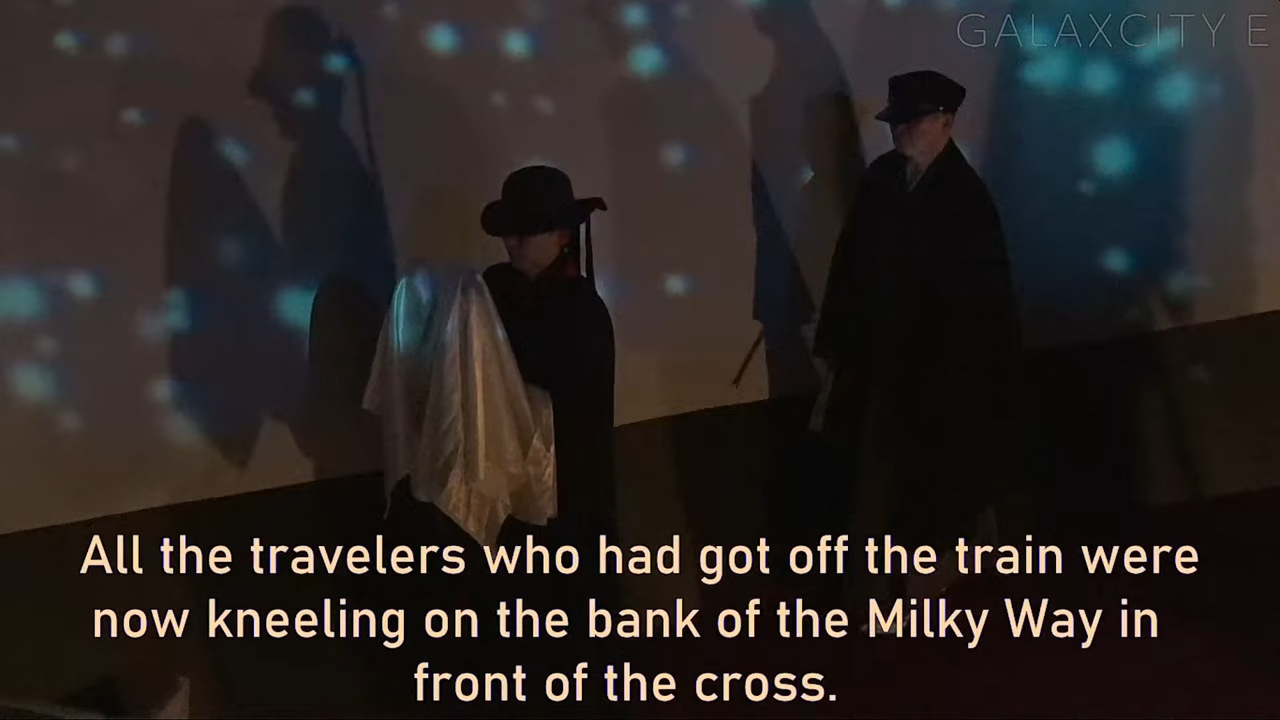 GALAXCITY E
All the travelers who had got off the train were
now kneeling on the bank of the Milky Way in
front of the cross.